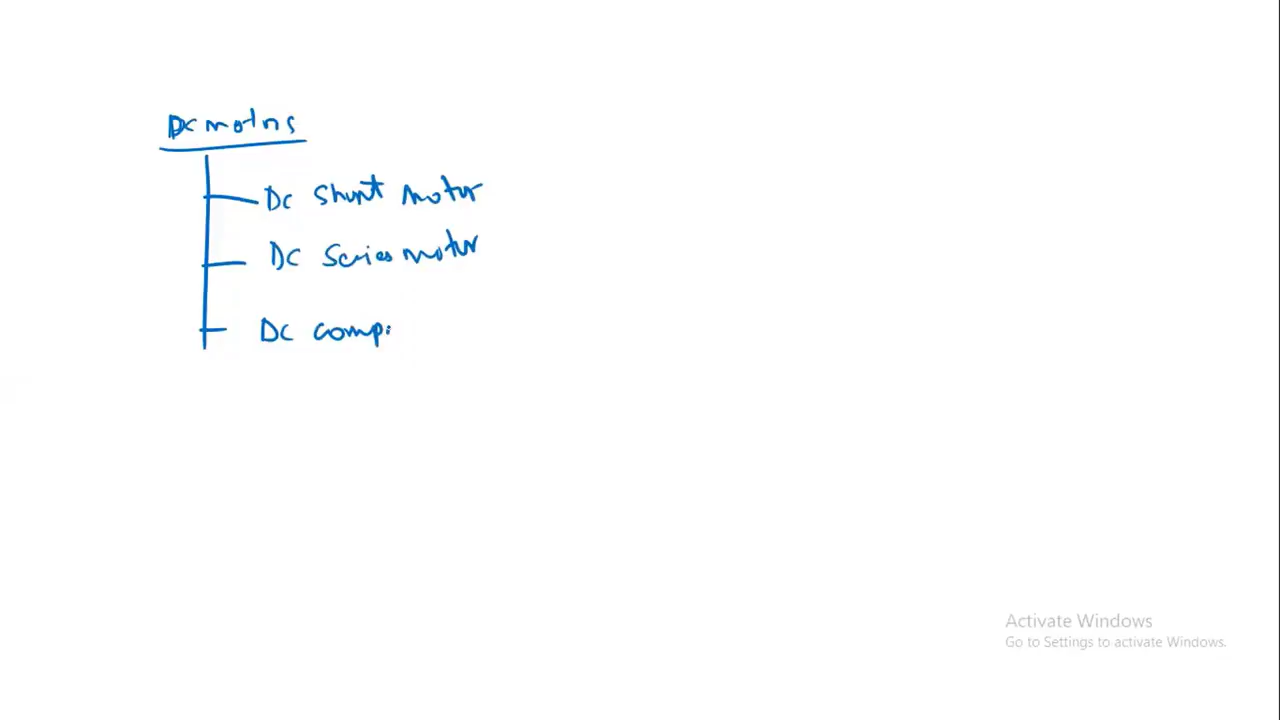 DC motors
DC Shunt motor
DC Series motor
DC comp
Activate Windows
Go to Settings to activate Windows.